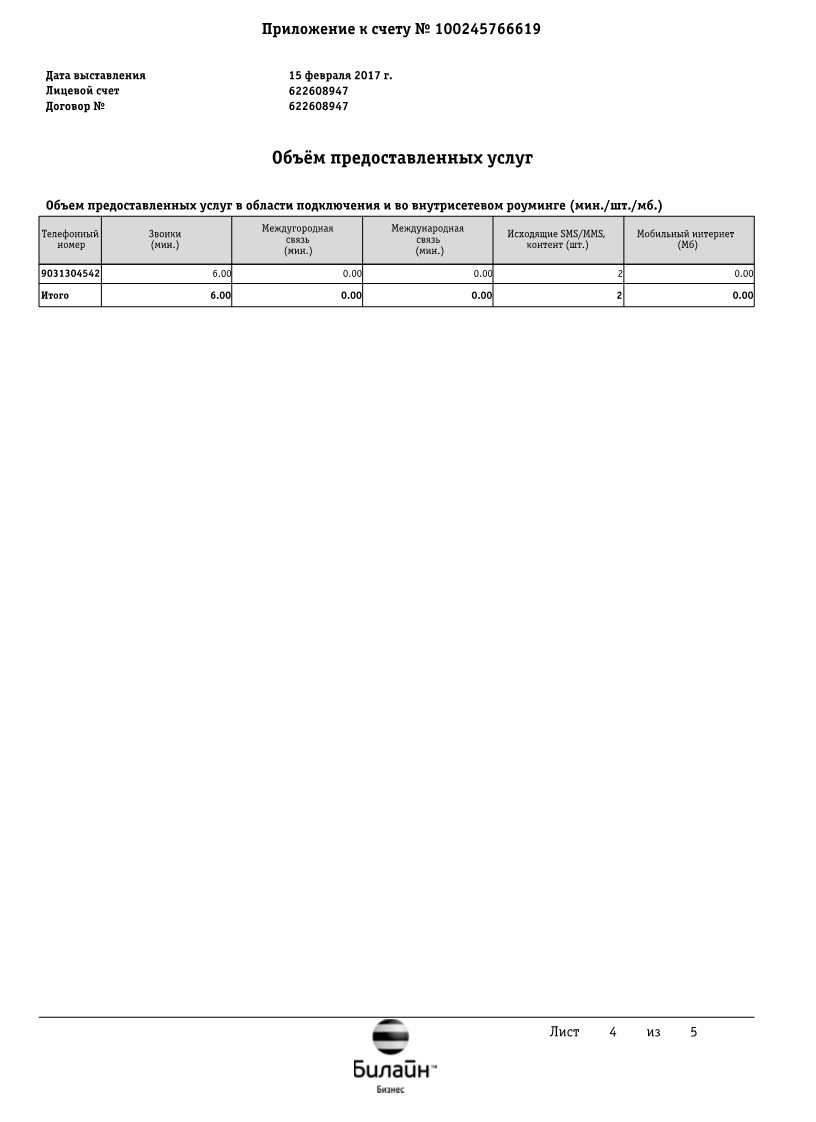 Приложение к счету № 100245766619
Дата выставления 15 февраля 2017 г.
Лицевой счет 622608947
Договор № 622608947
Объём предоставленных услуг
Объем предоставленных услуг в области подключения и во внутрисетевом роуминге (мин./шт./мб.)
Телефонный номер Звонки (мин.) Междугородная связь (мин.) Международная связь (мин.) Исходящие SMS/MMS, контент (шт.) Мобильный интернет (Мб)
9031304542 6.00 0.00 0.00 2 0.00
Итого 6.00 0.00 0.00 2 0.00
Лист 4 из 5
Билайн™
Бизнес